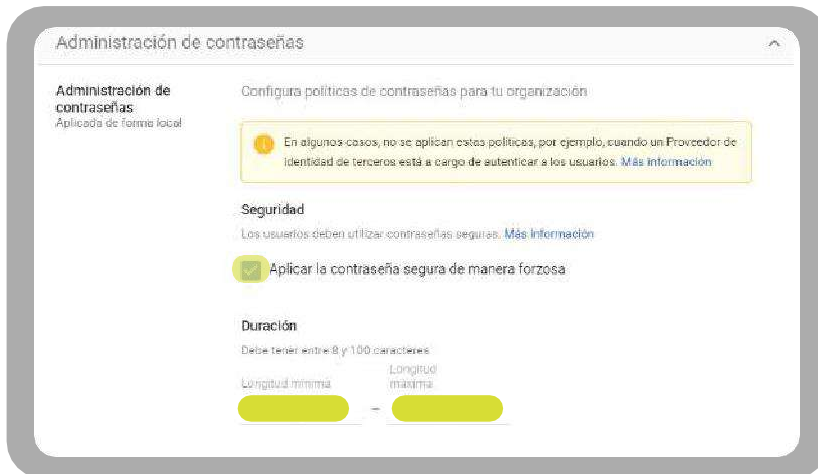 Administración de contraseñas
Administración de
contraseñas
Aplicada de forma local
Configura políticas de contraseñas para tu organización
En algunos casos, no se aplican estas políticas, por ejemplo, cuando un Proveedor de
identidad de terceros está a cargo de autenticar a los usuarios. Más información
Seguridad
Los usuarios deben utilizar contraseñas seguras. Más información
Aplicar la contraseña segura de manera forzosa
Duración
Debe tener entre 8 y 100 caracteres
Longitud mínima
Longitud
máxima
–